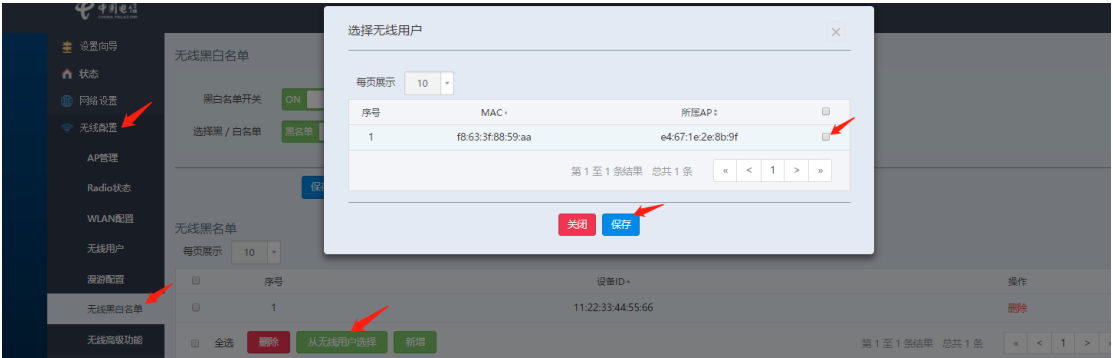 中国电信
CHINA TELECOM
设置向导
状态
网络设置
无线配置
AP管理
Radio状态
WLAN配置
无线用户
漫游配置
无线黑白名单
无线高级功能
无线黑白名单
黑白名单开关 ON
选择黑 / 白名单 黑名单
选择无线用户 ×
每页展示 10
序号 MAC 所属AP
1 f8:63:3f:88:59:aa e4:67:1e:2e:8b:9f
第 1 至 1 条结果 总共 1 条 « < 1 > »
关闭 保存
无线黑名单
每页展示 10
序号 设备ID 操作
1 11:22:33:44:55:66 删除
全选 删除 从无线用户选择 新增 第 1 至 1 条结果 总共 1 条 « < 1 >